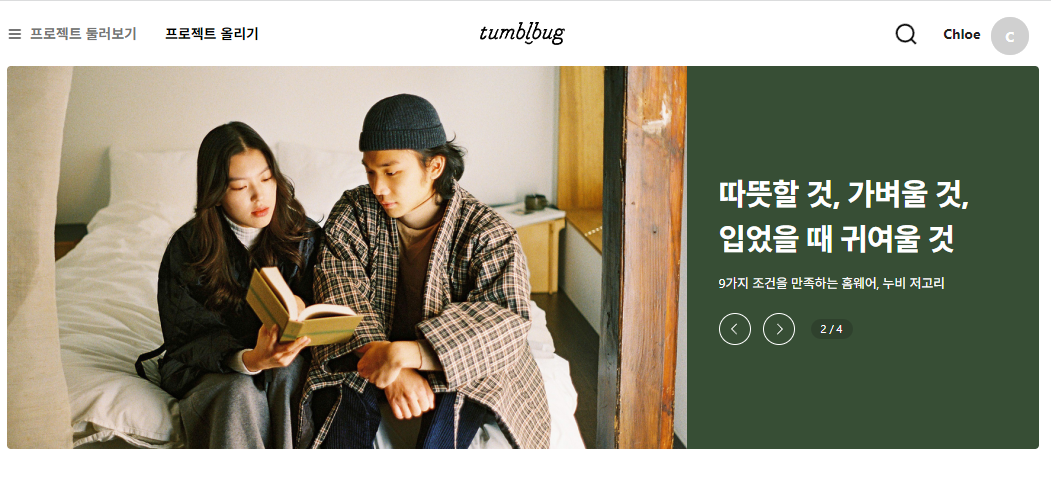 프로젝트 둘러보기 프로젝트 올리기 tumblbug Chloe C
따뜻할 것, 가벼울 것,
입었을 때 귀여울 것
9가지 조건을 만족하는 홈웨어, 누비 저고리
2 / 4